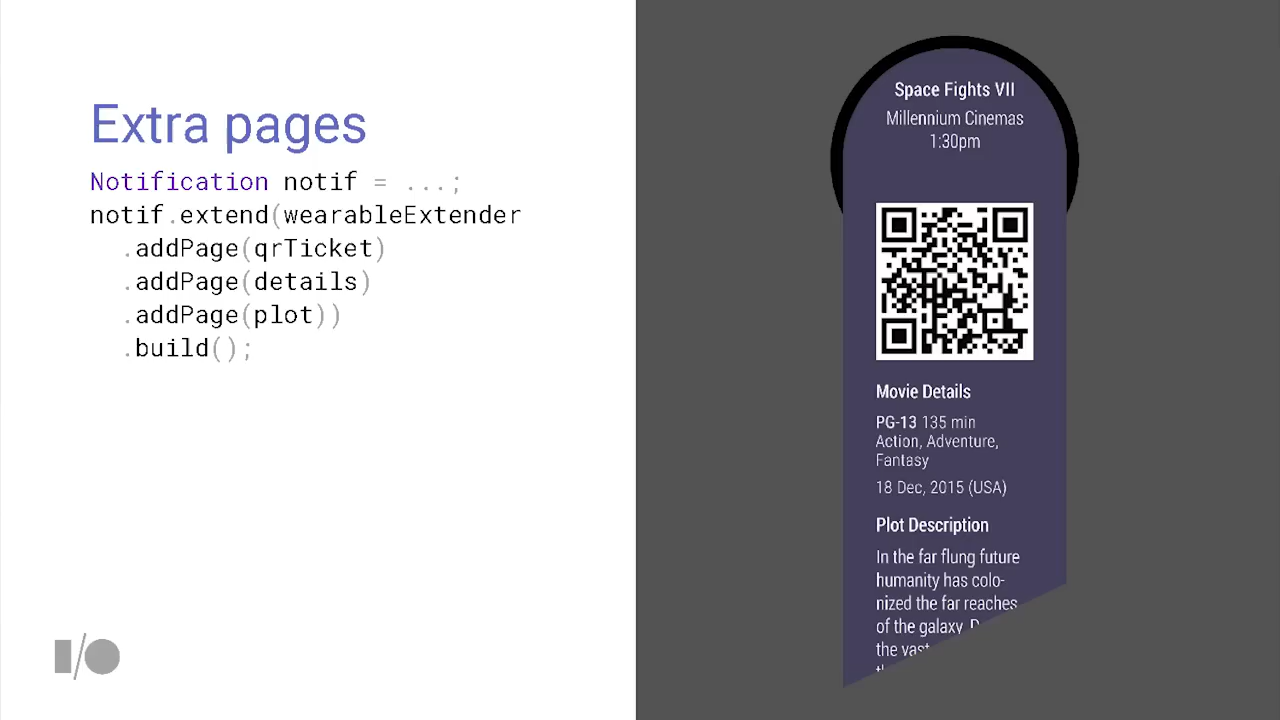 Extra pages
Notification notif = ...;
notif.extend(wearableExtender
.addPage(qrTicket)
.addPage(details)
.addPage(plot))
.build();
I/O
Space Fights VII
Millennium Cinemas
1:30pm
Movie Details
PG-13 135 min
Action, Adventure,
Fantasy
18 Dec, 2015 (USA)
Plot Description
In the far flung future
humanity has colo-
nized the far reaches
of the galaxy.
the vast